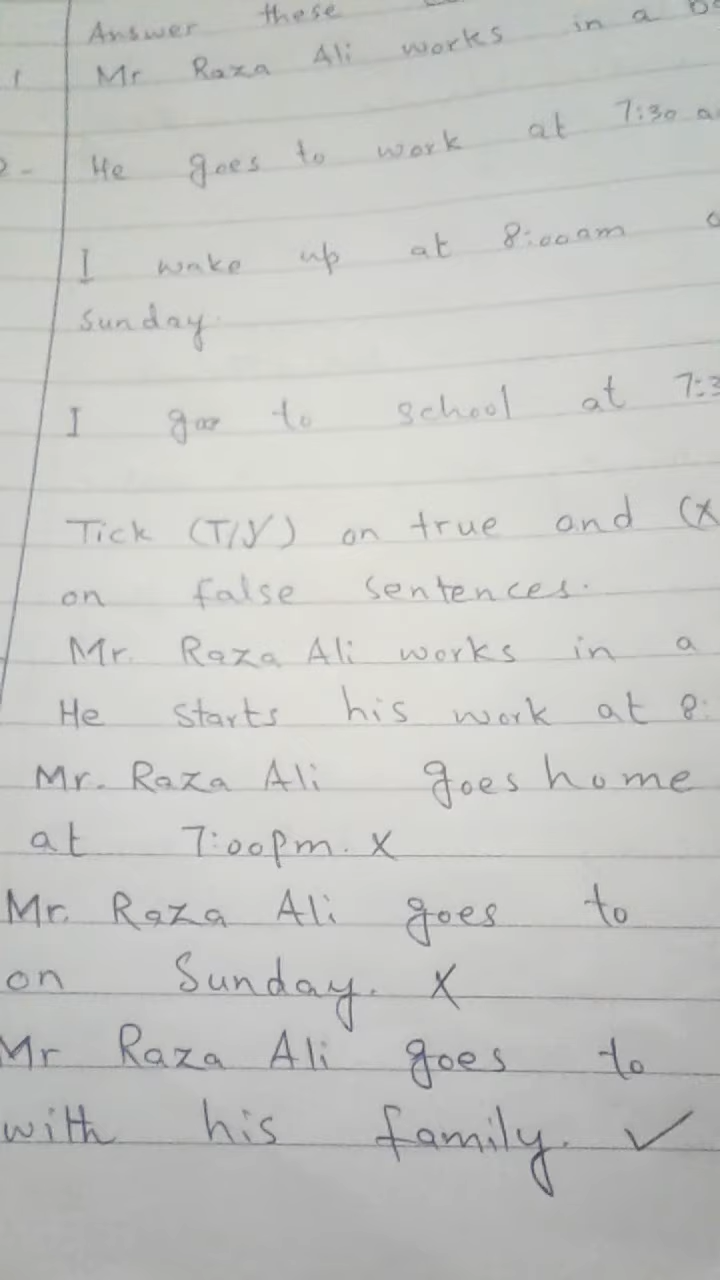 Answer these
1 Mr Raza Ali works in a
2- He goes to work at 7:30
I wake up at 8:00am
Sunday.
I goo to school at
Tick (T/√) on true and (X
on false sentences.
Mr. Raza Ali works in a
He starts his work at 8:
Mr. Raza Ali goes home
at 7:00pm. X
Mr. Raza Ali goes to
on Sunday. X
Mr Raza Ali goes to
with his family. ✓